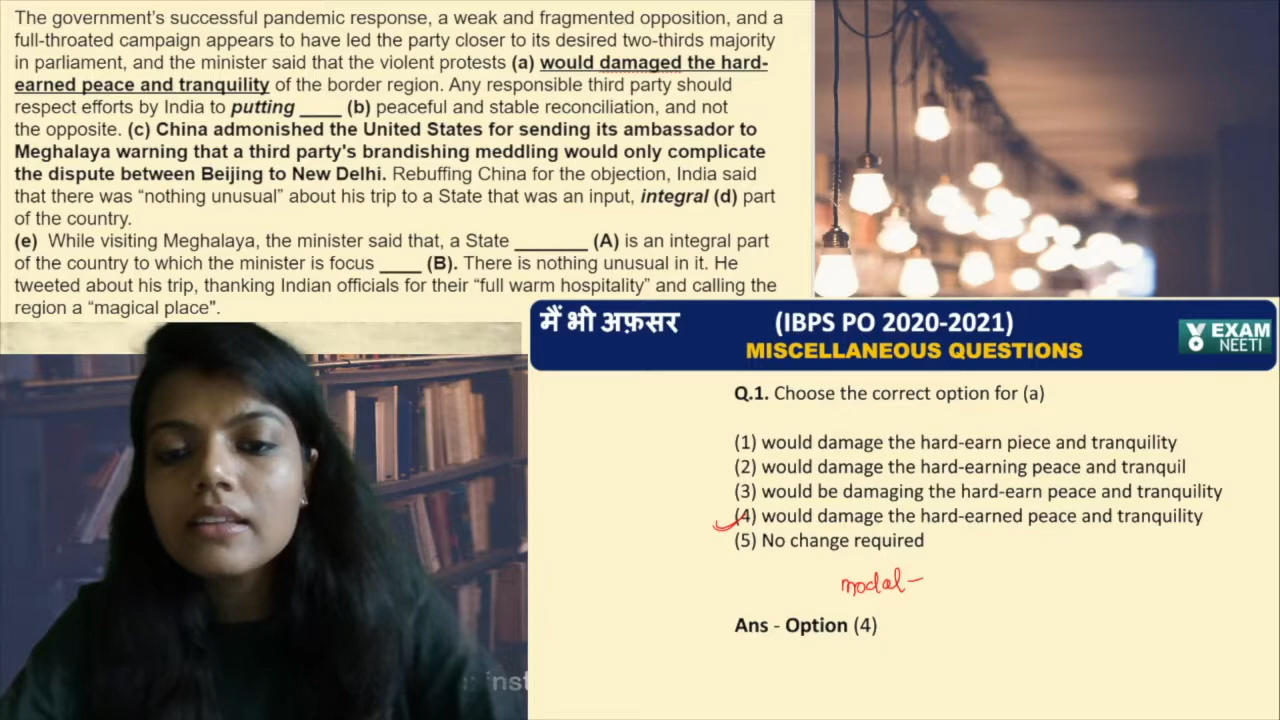 The government's successful pandemic response, a weak and fragmented opposition, and a
full-throated campaign appears to have led the party closer to its desired two-thirds majority
in parliament, and the minister said that the violent protests (a) would damaged the hard-
earned peace and tranquility of the border region. Any responsible third party should
respect efforts by India to putting ____ (b) peaceful and stable reconciliation, and not
the opposite. (c) China admonished the United States for sending its ambassador to
Meghalaya warning that a third party's brandishing meddling would only complicate
the dispute between Beijing to New Delhi. Rebuffing China for the objection, India said
that there was “nothing unusual” about his trip to a State that was an input, integral (d) part
of the country.
(e) While visiting Meghalaya, the minister said that, a State _______ (A) is an integral part
of the country to which the minister is focus ____ (B). There is nothing unusual in it. He
tweeted about his trip, thanking Indian officials for their “full warm hospitality” and calling the
region a “magical place".
मैं भी अफ़सर
(IBPS PO 2020-2021)
MISCELLANEOUS QUESTIONS
EXAM
NEETI
Q.1. Choose the correct option for (a)
(1) would damage the hard-earn piece and tranquility
(2) would damage the hard-earning peace and tranquil
(3) would be damaging the hard-earn peace and tranquility
(4) would damage the hard-earned peace and tranquility
(5) No change required
modal-
Ans - Option (4)